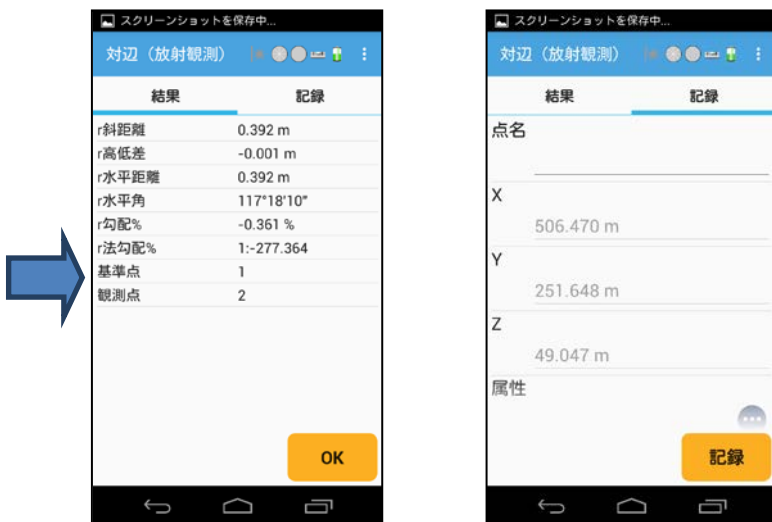 スクリーンショットを保存中...
対辺（放射観測）
結果 記録
r斜距離 0.392 m
r高低差 -0.001 m
r水平距離 0.392 m
r水平角 117°18'10"
r勾配% -0.361 %
r法勾配% 1:-277.364
基準点 1
観測点 2
OK
スクリーンショットを保存中...
対辺（放射観測）
結果 記録
点名
X
506.470 m
Y
251.648 m
Z
49.047 m
属性
記録